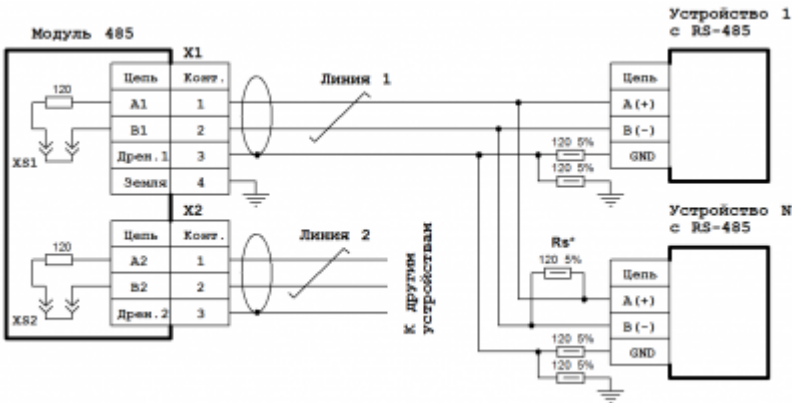 Модуль 485
X1
Цепь Конт.
120
A1 1
B1 2
XS1
Дрен.1 3
Земля 4
X2
Цепь Конт.
120
A2 1
B2 2
XS2
Дрен.2 3
Линия 1
Линия 2
К другим
устройствам
Устройство 1
с RS-485
Цепь
A(+)
B(-)
120 5%
GND
120 5%
Устройство N
с RS-485
Rs*
120 5%
Цепь
A(+)
B(-)
120 5%
GND
120 5%